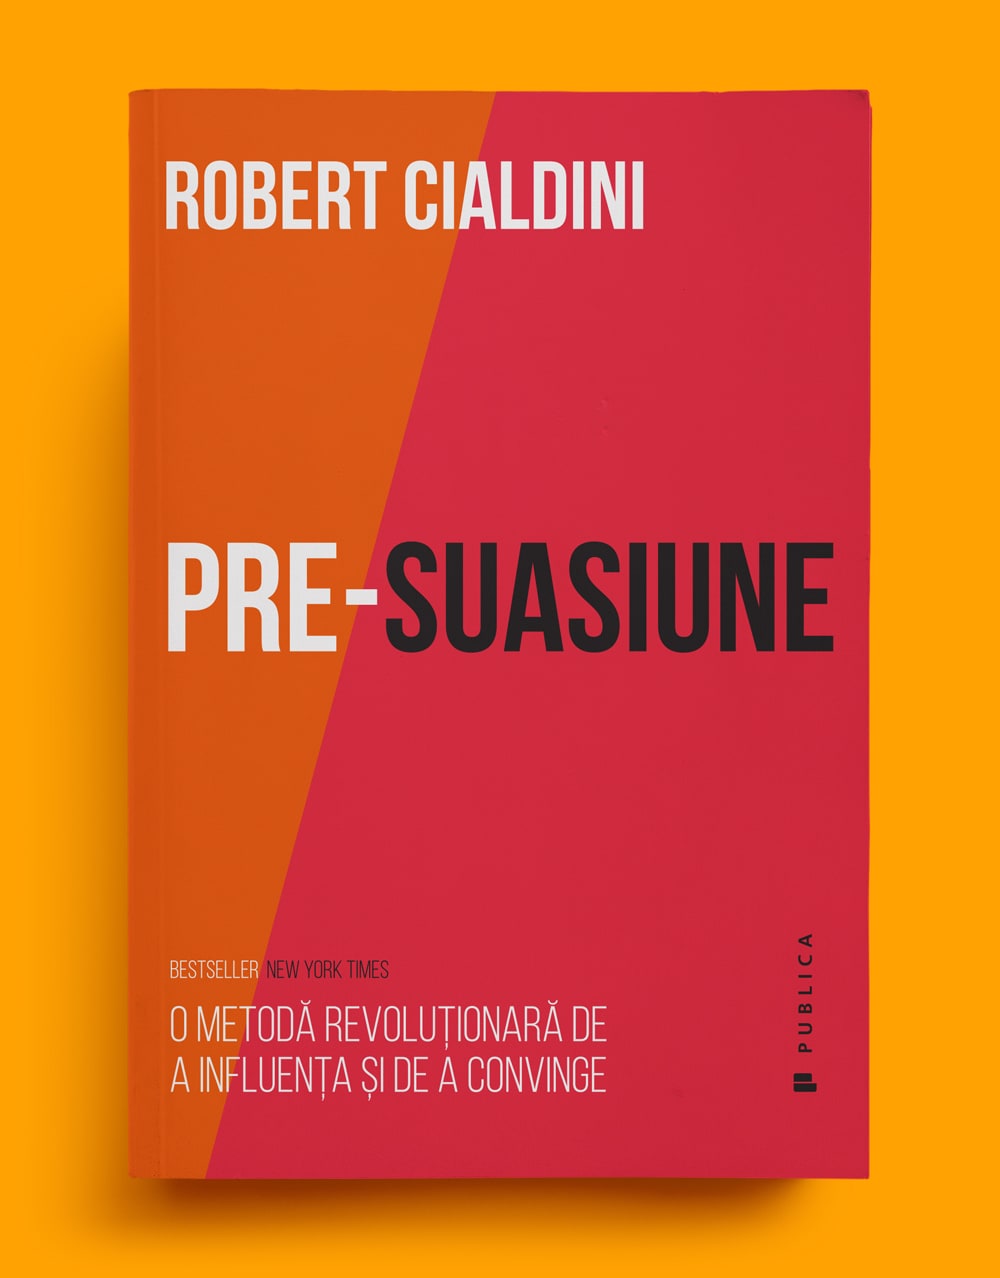 ROBERT CIALDINI
PRE-SUASIUNE
BESTSELLER NEW YORK TIMES
O METODĂ REVOLUȚIONARĂ DE
A INFLUENȚA ȘI DE A CONVINGE
PUBLICA